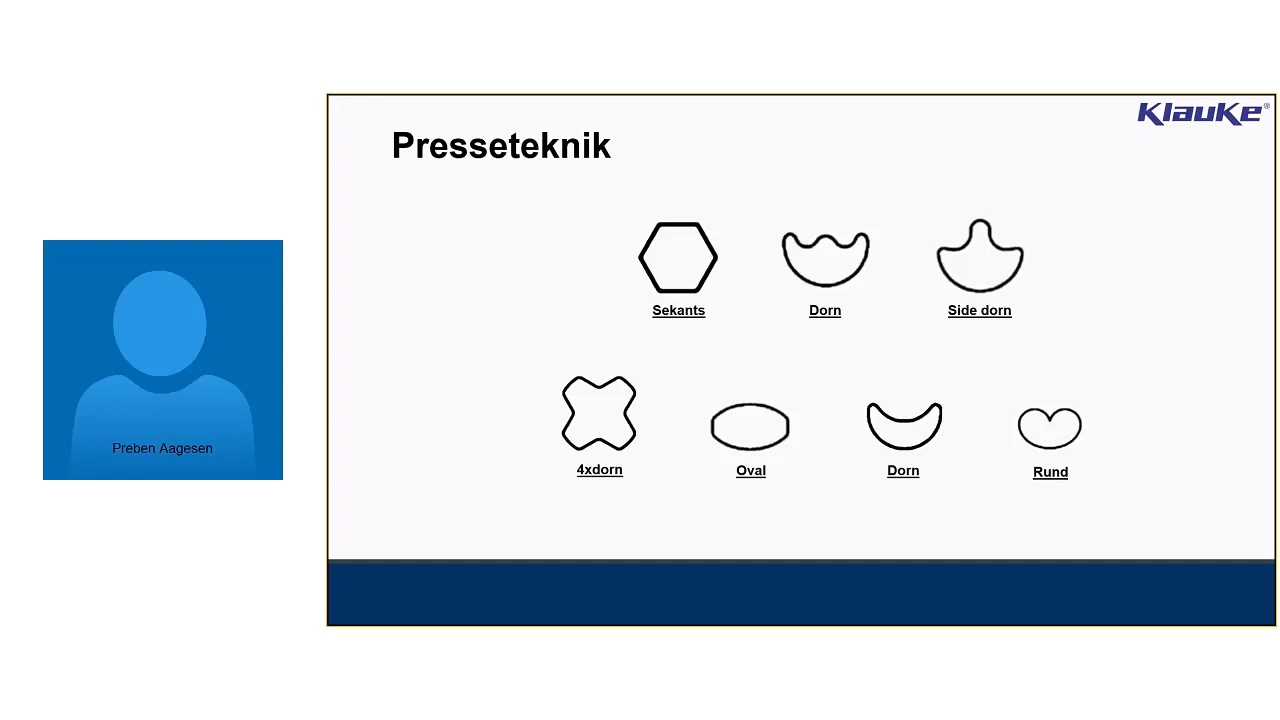 Klauke®
Presseteknik
Sekants
Dorn
Side dorn
4xdorn
Oval
Dorn
Rund
Preben Aagesen